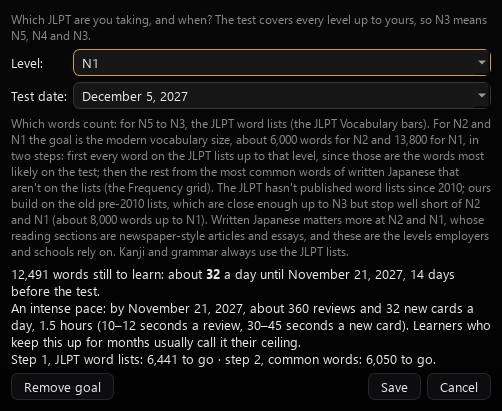 Which JLPT are you taking, and when? The test covers every level up to yours, so N3 means
N5, N4 and N3.
Level: N1
Test date: December 5, 2027
Which words count: for N5 to N3, the JLPT word lists (the JLPT Vocabulary bars). For N2 and
N1 the goal is the modern vocabulary size, about 6,000 words for N2 and 13,800 for N1, in
two steps: first every word on the JLPT lists up to that level, since those are the words most
likely on the test; then the rest from the most common words of written Japanese that
aren't on the lists (the Frequency grid). The JLPT hasn't published word lists since 2010; ours
build on the old pre-2010 lists, which are close enough up to N3 but stop well short of N2
and N1 (about 8,000 words up to N1). Written Japanese matters more at N2 and N1, whose
reading sections are newspaper-style articles and essays, and these are the levels employers
and schools rely on. Kanji and grammar always use the JLPT lists.
12,491 words still to learn: about 32 a day until November 21, 2027, 14 days
before the test.
An intense pace: by November 21, 2027, about 360 reviews and 32 new cards a
day, 1.5 hours (10–12 seconds a review, 30–45 seconds a new card). Learners who
keep this up for months usually call it their ceiling.
Step 1, JLPT word lists: 6,441 to go · step 2, common words: 6,050 to go.
Remove goal Save Cancel